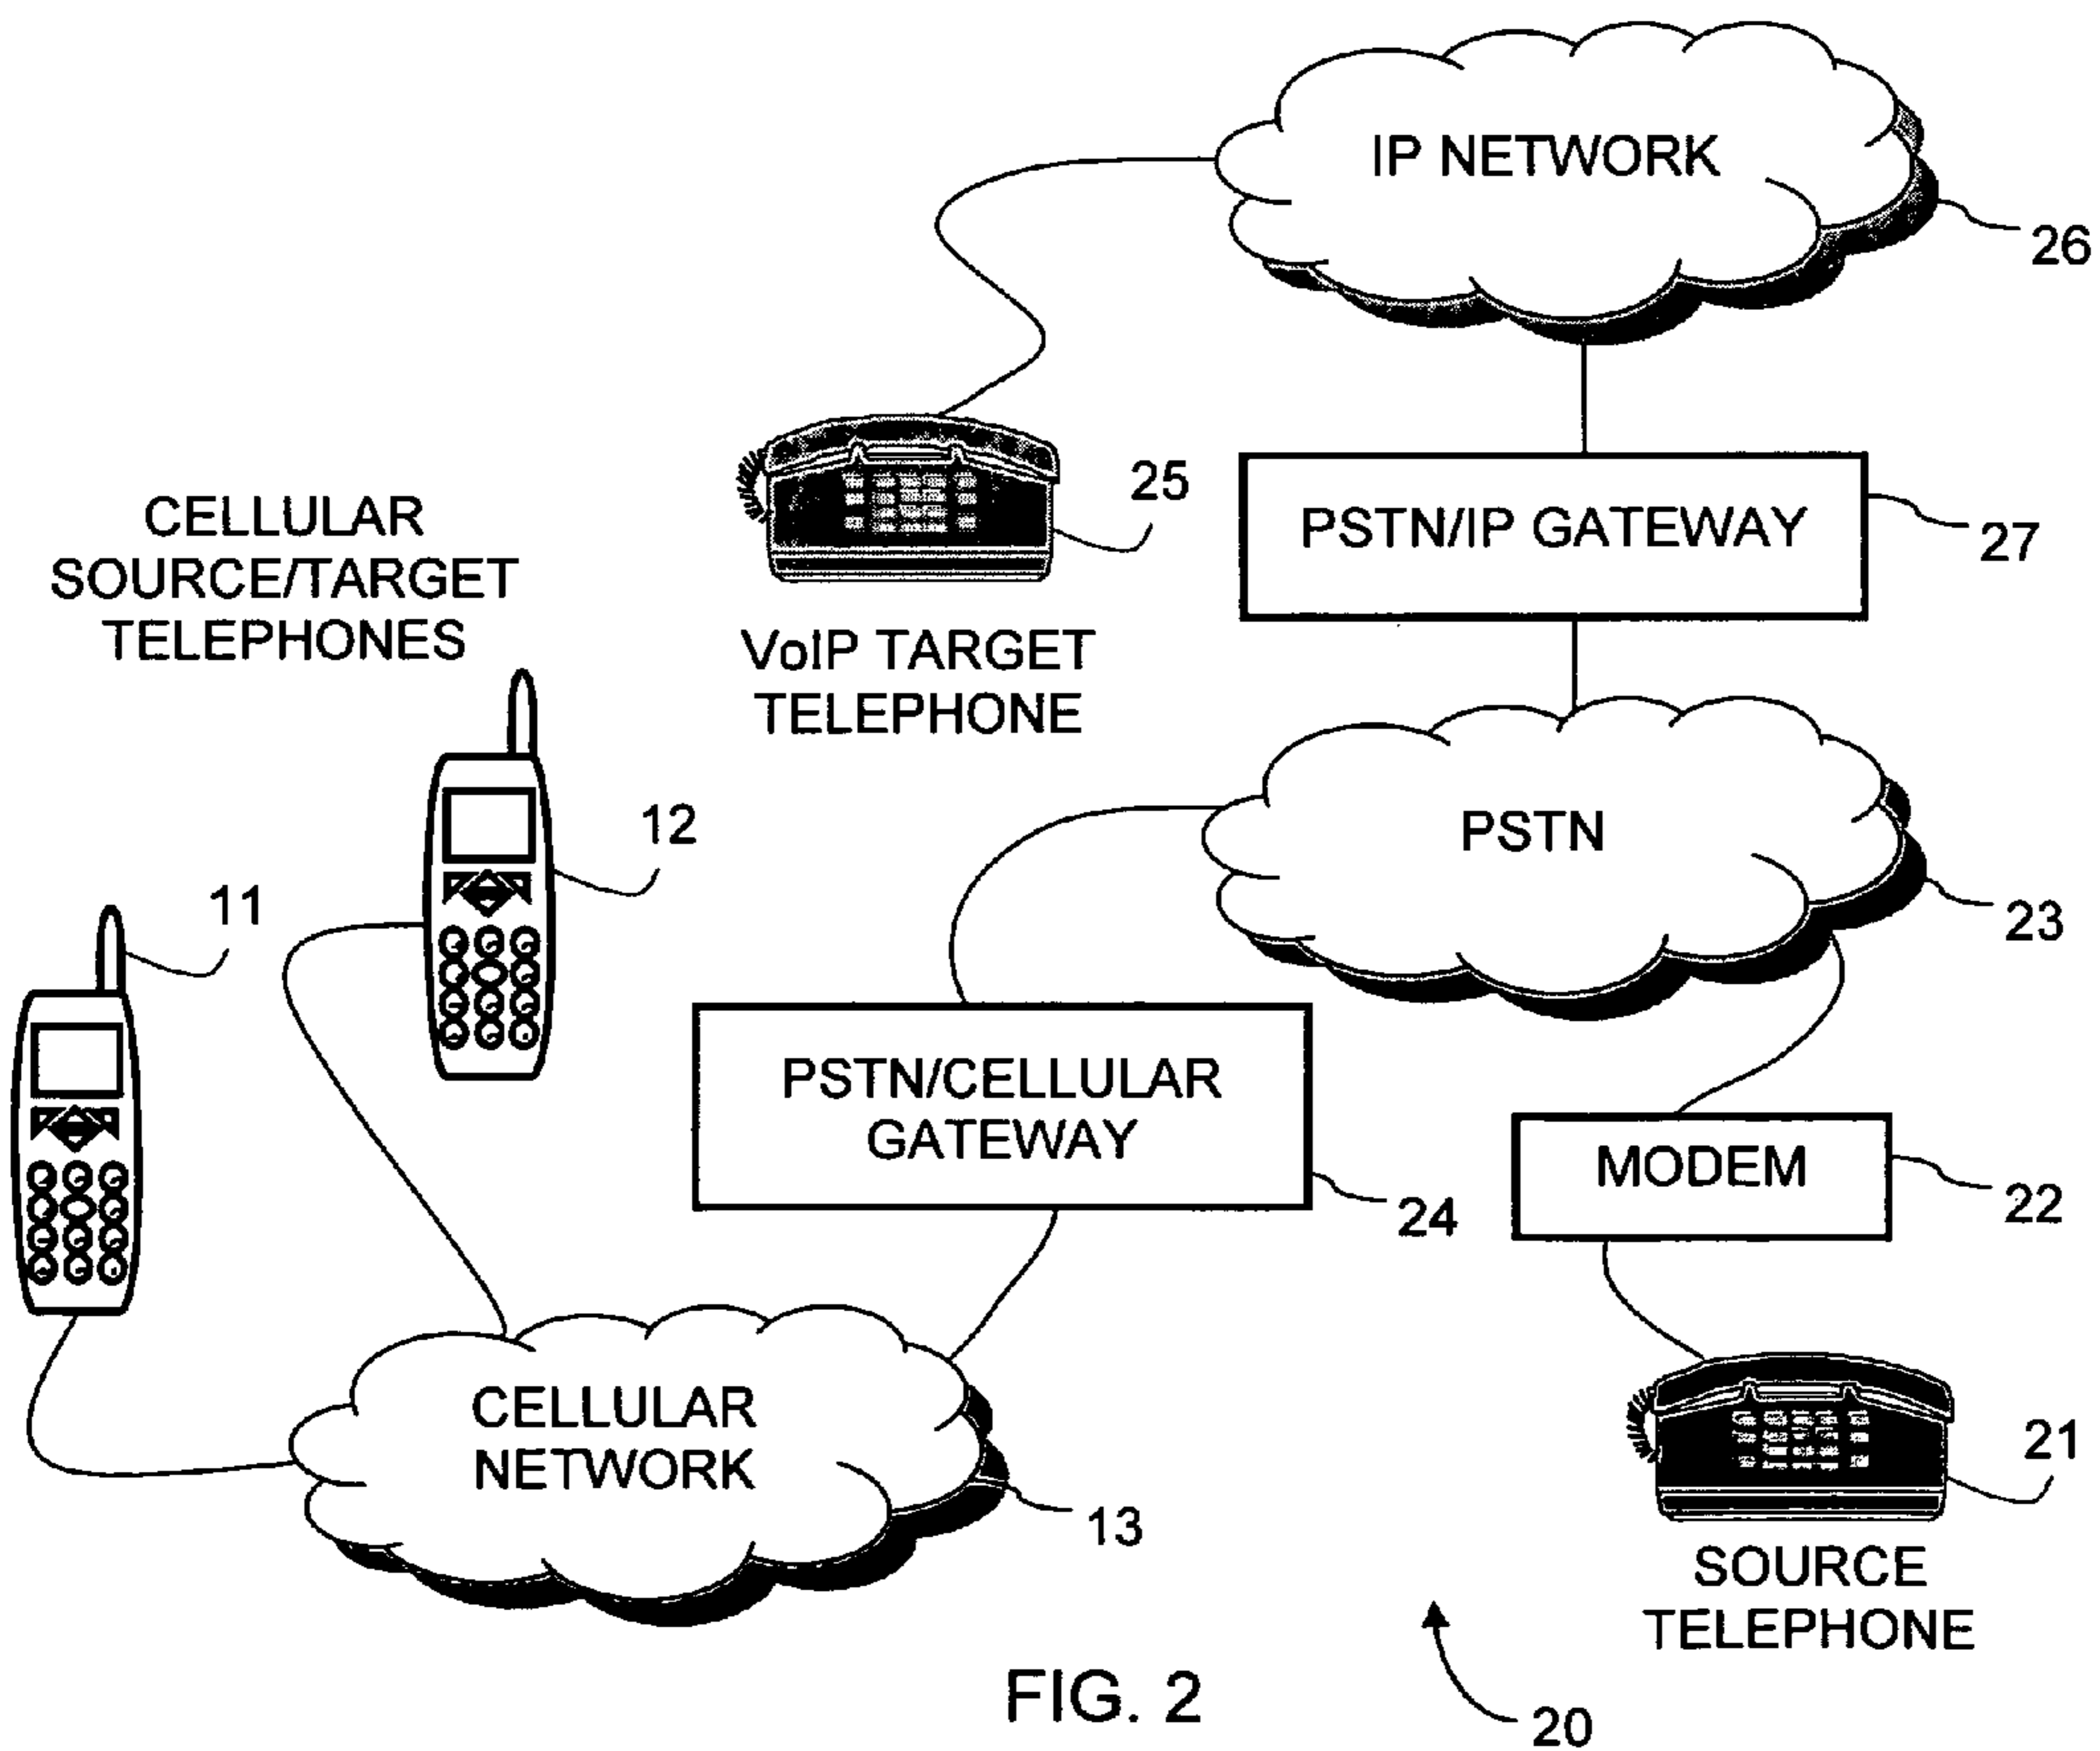 IP NETWORK
26
25
PSTN/IP GATEWAY
27
CELLULAR
SOURCE/TARGET
TELEPHONES
VoIP TARGET
TELEPHONE
12
PSTN
23
11
PSTN/CELLULAR
GATEWAY
24
MODEM
22
CELLULAR
NETWORK
13
21
SOURCE
TELEPHONE
20
FIG. 2